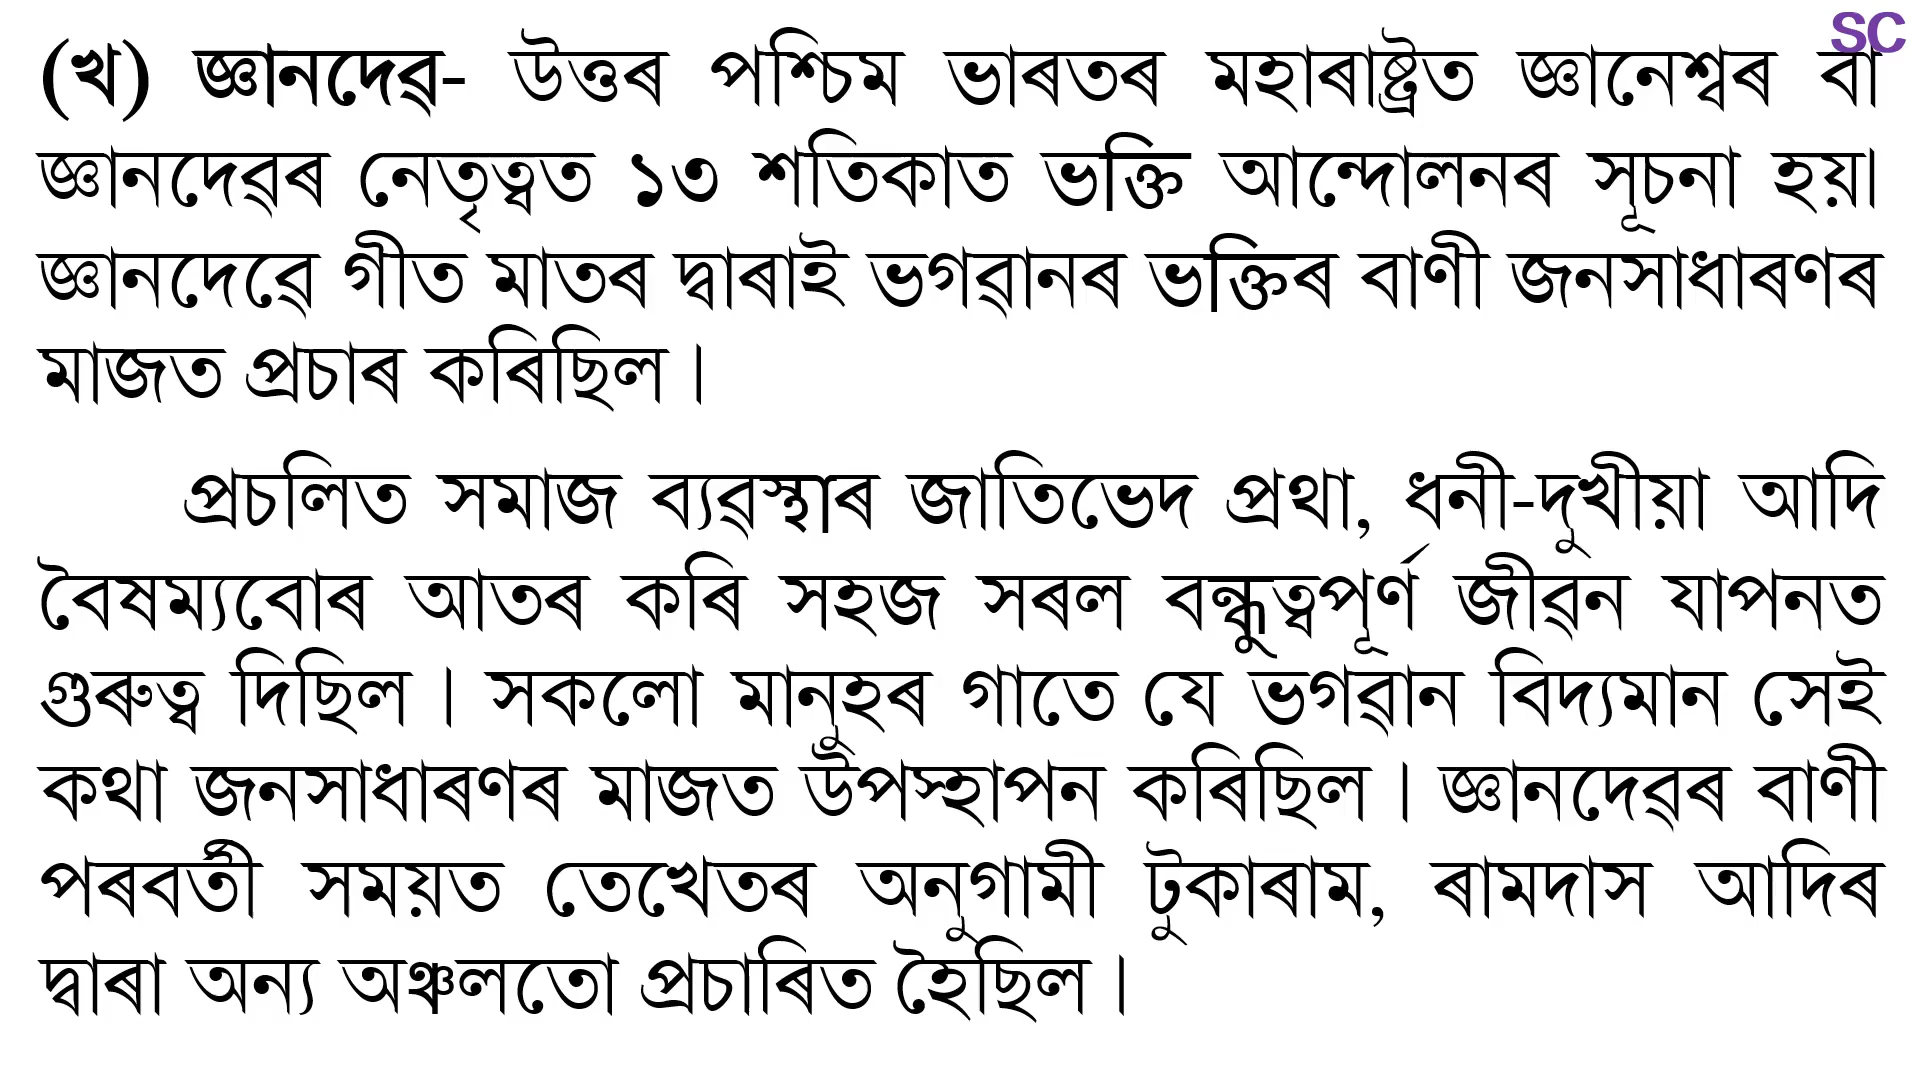 SC
(খ) জ্ঞানদেৱ- উত্তৰ পশ্চিম ভাৰতৰ মহাৰাষ্ট্ৰত জ্ঞানেশ্বৰ বা
জ্ঞানদেৱৰ নেতৃত্বত ১৩ শতিকাত ভক্তি আন্দোলনৰ সূচনা হয়।
জ্ঞানদেৱে গীত মাতৰ দ্বাৰাই ভগৱানৰ ভক্তিৰ বাণী জনসাধাৰণৰ
মাজত প্ৰচাৰ কৰিছিল ।
প্ৰচলিত সমাজ ব্যৱস্থাৰ জাতিভেদ প্ৰথা, ধনী-দুখীয়া আদি
বৈষম্যবোৰ আতৰ কৰি সহজ সৰল বন্ধুত্বপূৰ্ণ জীৱন যাপনত
গুৰুত্ব দিছিল । সকলো মানুহৰ গাতে যে ভগৱান বিদ্যমান সেই
কথা জনসাধাৰণৰ মাজত উপস্হাপন কৰিছিল । জ্ঞানদেৱৰ বাণী
পৰবৰ্তী সময়ত তেখেতৰ অনুগামী টুকাৰাম, ৰামদাস আদিৰ
দ্বাৰা অন্য অঞ্চলতো প্ৰচাৰিত হৈছিল ।